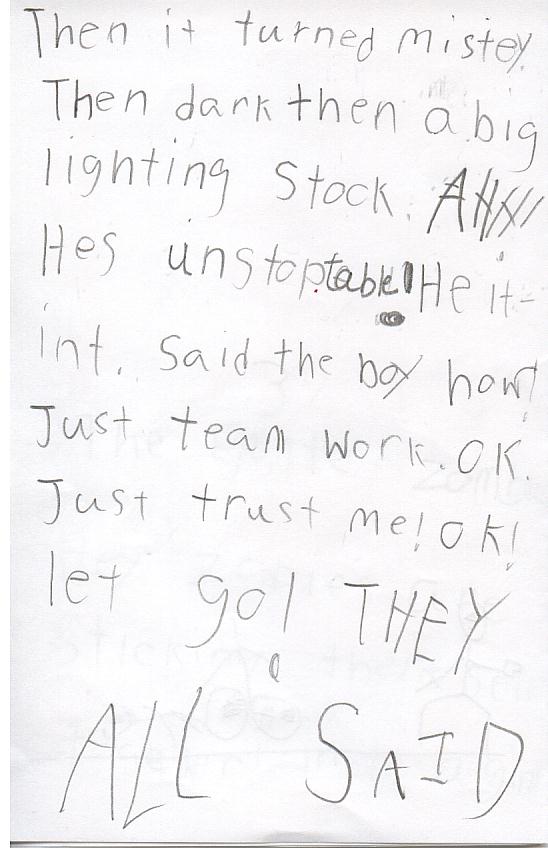 Then it turned mistey.
Then dark then a big
lighting Stock. AHHH
Hes unstoptable! He it-
int. Said the boy how!
Just team work. OK.
Just trust me! OK!
let go! THEY
ALL SAID